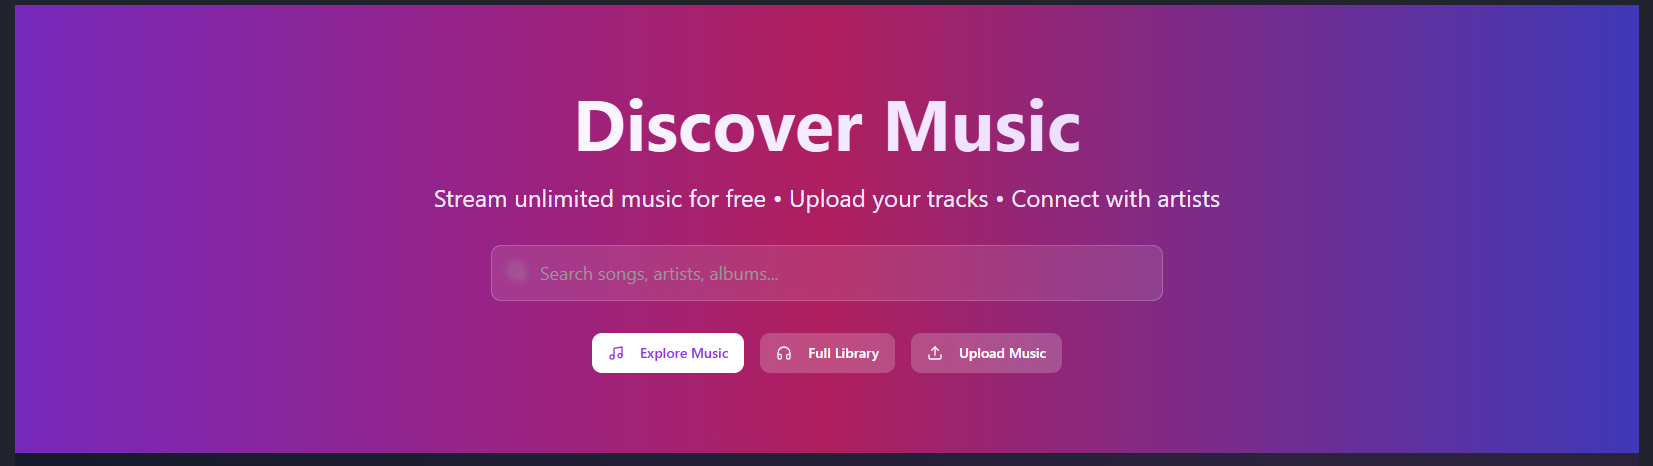 Discover Music
Stream unlimited music for free • Upload your tracks • Connect with artists
Search songs, artists, albums...
Explore Music
Full Library
Upload Music